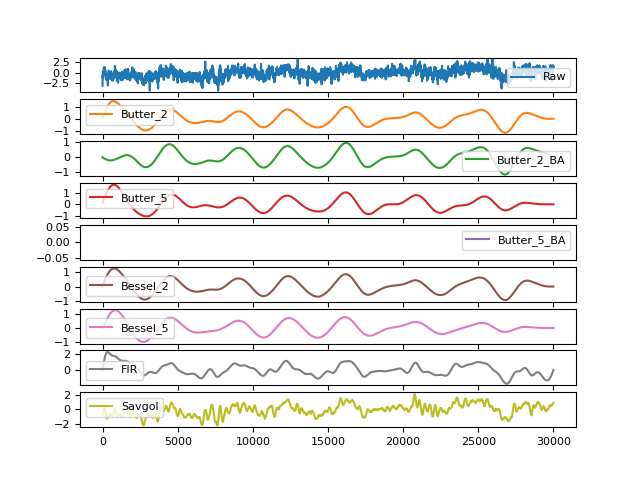 2.5
0.0
−2.5
Raw
1
0
−1
Butter_2
1
0
−1
Butter_2_BA
1
0
−1
Butter_5
0.05
0.00
−0.05
Butter_5_BA
1
0
−1
Bessel_2
1
0
−1
Bessel_5
2
0
FIR
2
0
−2
Savgol
0 5000 10000 15000 20000 25000 30000